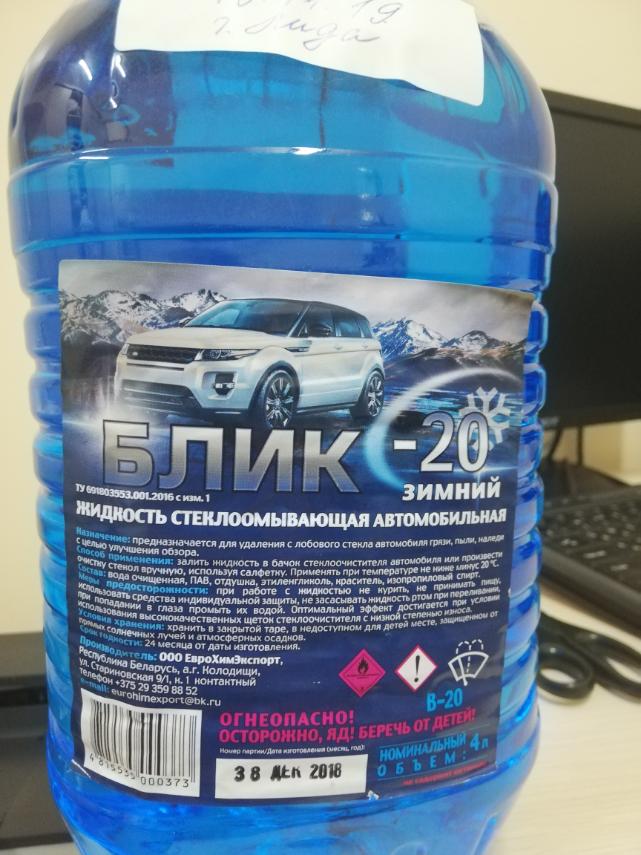 г. Лида
БЛИК
-20
ЗИМНИЙ
ТУ 691803553.001.2016 с изм. 1
ЖИДКОСТЬ СТЕКЛООМЫВАЮЩАЯ АВТОМОБИЛЬНАЯ
Назначение: предназначается для удаления с лобового стекла автомобиля грязи, пыли, наледи
с целью улучшения обзора.
Способ применения: залить жидкость в бачок стеклоочистителя автомобиля или произвести
очистку стекол вручную, используя салфетку. Применять при температуре не ниже минус 20 °С.
Состав: вода очищенная, ПАВ, отдушка, этиленгликоль, краситель, изопропиловый спирт.
Меры предосторожности: при работе с жидкостью не курить, не принимать пищу,
использовать средства индивидуальной защиты, не засасывать жидкость ртом при переливании,
при попадании в глаза промыть их водой. Оптимальный эффект достигается при условии
использования высококачественных щеток стеклоочистителя с низкой степенью износа.
Условия хранения: хранить в закрытой таре, в недоступном для детей месте, защищенном от
прямых солнечных лучей и атмосферных осадков.
Срок годности: 24 месяца от даты изготовления.
Производитель: ООО ЕвроХимЭкспорт,
Республика Беларусь, а.г. Колодищи,
ул. Стариновская 9/1, к. 1 контактный
телефон +375 29 359 88 52
e-mail: eurohimexport@bk.ru
В-20
ОГНЕОПАСНО!
ОСТОРОЖНО, ЯД! БЕРЕЧЬ ОТ ДЕТЕЙ!
Номер партии/Дата изготовления (месяц, год):
38 ДЕК 2018
НОМИНАЛЬНЫЙ
ОБЪЕМ: 4 л
4 815555 000373